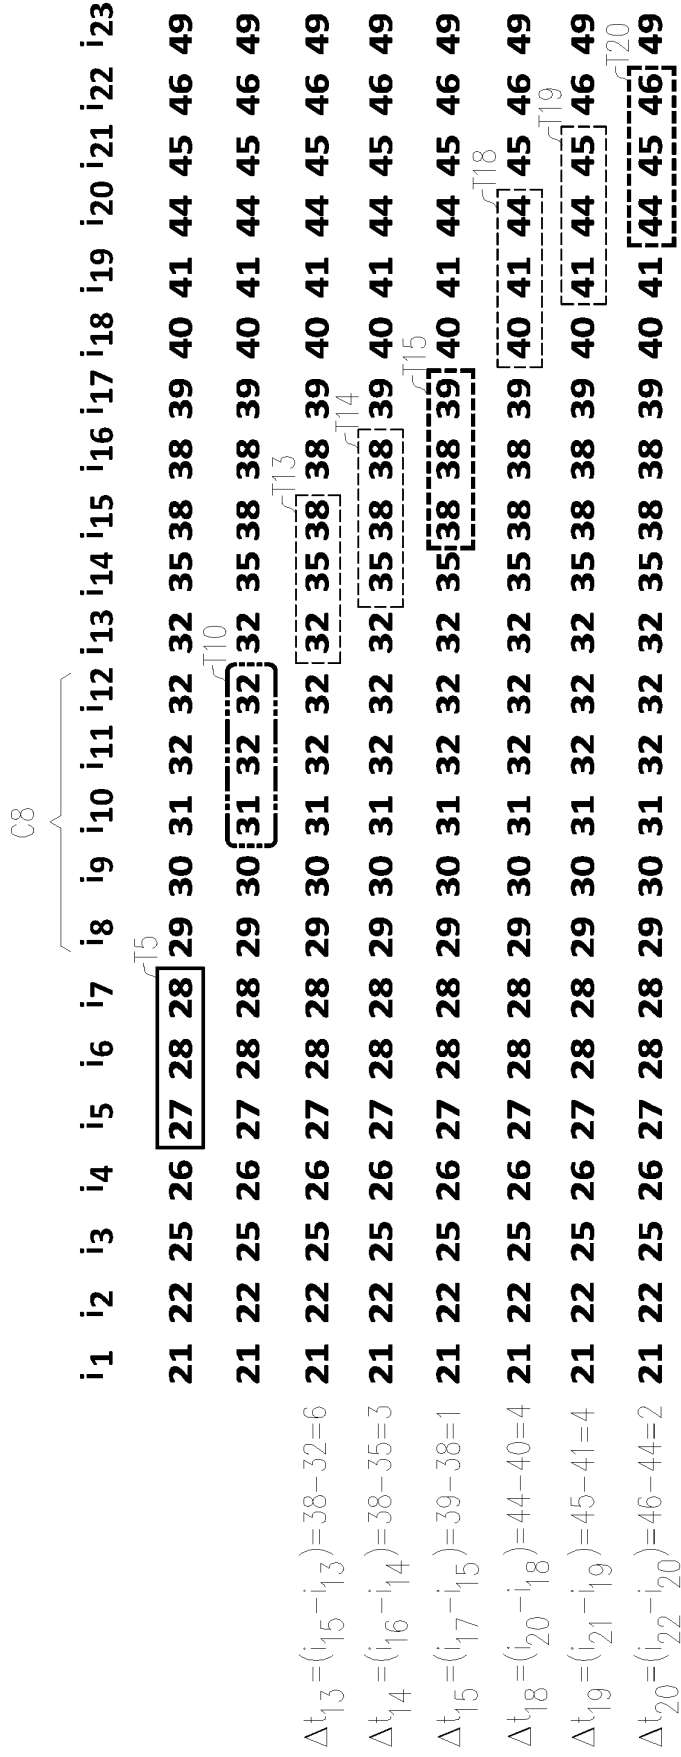 C8
i1 i2 i3 i4 i5 i6 i7 i8 i9 i10 i11 i12 i13 i14 i15 i16 i17 i18 i19 i20 i21 i22 i23
T5
21 22 25 26 27 28 28 29 30 31 32 32 32 35 38 38 39 40 41 44 45 46 49
T10
21 22 25 26 27 28 28 29 30 31 32 32 32 35 38 38 39 40 41 44 45 46 49
T13
Δt13=(i15-i13)=38-32=6 21 22 25 26 27 28 28 29 30 31 32 32 32 35 38 38 39 40 41 44 45 46 49
T14
Δt14=(i16-i14)=38-35=3 21 22 25 26 27 28 28 29 30 31 32 32 32 35 38 38 39 40 41 44 45 46 49
T15
Δt15=(i17-i15)=39-38=1 21 22 25 26 27 28 28 29 30 31 32 32 32 35 38 38 39 40 41 44 45 46 49
T18
Δt18=(i20-i18)=44-40=4 21 22 25 26 27 28 28 29 30 31 32 32 32 35 38 38 39 40 41 44 45 46 49
T19
Δt19=(i21-i19)=45-41=4 21 22 25 26 27 28 28 29 30 31 32 32 32 35 38 38 39 40 41 44 45 46 49
T20
Δt20=(i22-i20)=46-44=2 21 22 25 26 27 28 28 29 30 31 32 32 32 35 38 38 39 40 41 44 45 46 49